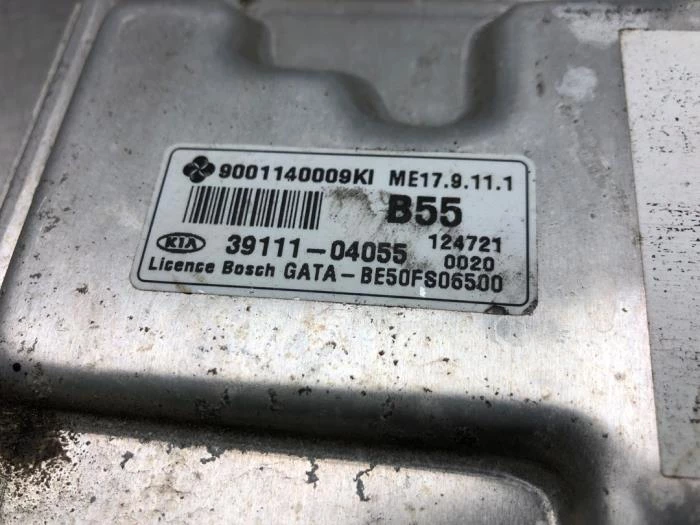 9001140009KI ME17.9.11.1
B55
KIA 39111-04055 124721
0020
Licence Bosch GATA-BE50FS06500